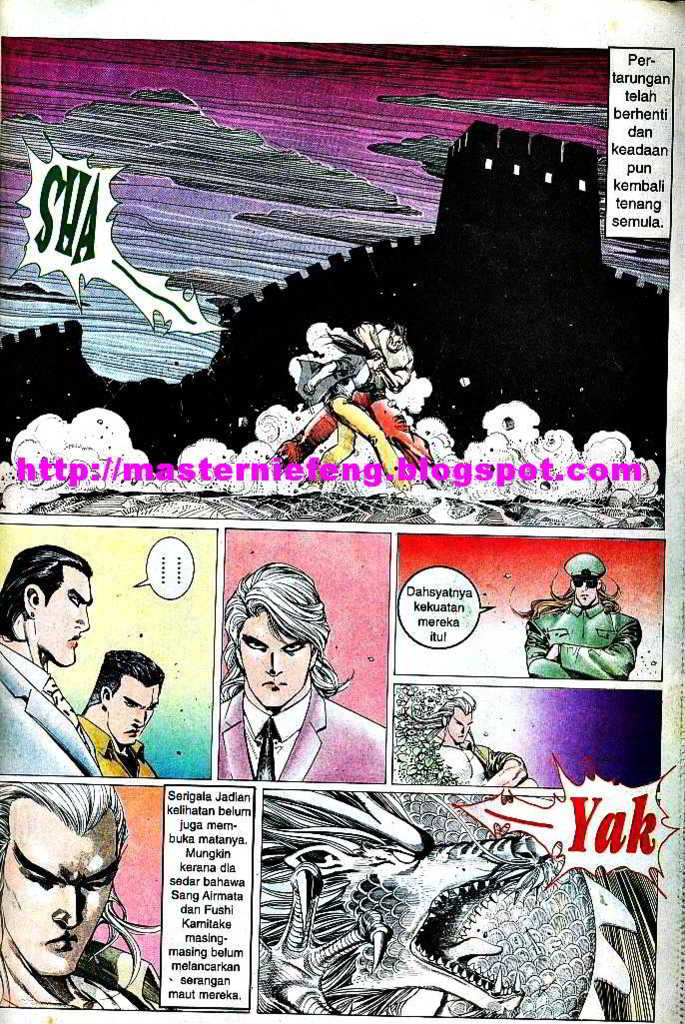 Per-
tarungan
telah
berhenti
dan
keadaan
pun
kembali
tenang
semula.
SHA
http://masterniefeng.blogspot.com
......
Dahsyatnya
kekuatan
mereka
itu!
Serigala Jadian
kelihatan belum
juga mem-
buka matanya.
Mungkin
kerana dia
sedar bahawa
Sang Airmata
dan Fushi
Kamitake
masing-
masing belum
melancarkan
serangan
maut mereka.
Yak